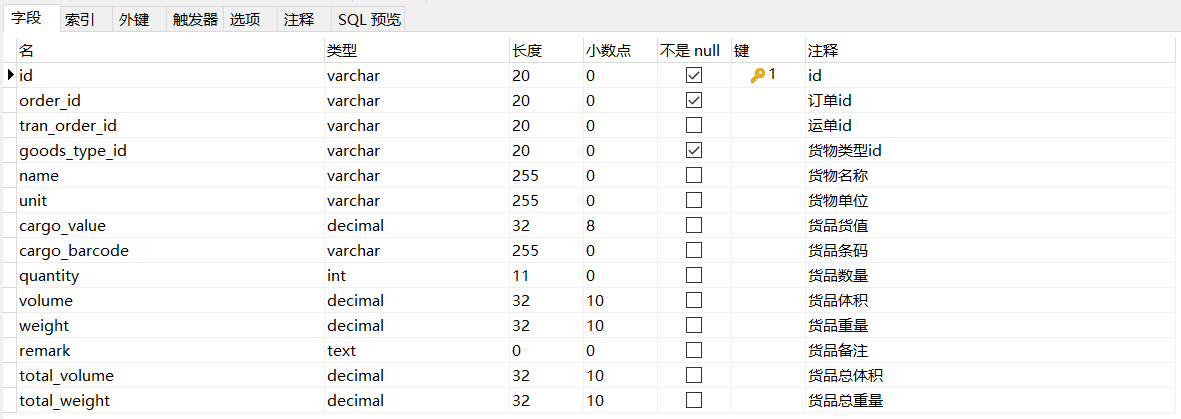 字段 索引 外键 触发器 选项 注释 SQL 预览
名 类型 长度 小数点 不是 null 键 注释
id varchar 20 0 1 id
order_id varchar 20 0 订单id
tran_order_id varchar 20 0 运单id
goods_type_id varchar 20 0 货物类型id
name varchar 255 0 货物名称
unit varchar 255 0 货物单位
cargo_value decimal 32 8 货品货值
cargo_barcode varchar 255 0 货品条码
quantity int 11 0 货品数量
volume decimal 32 10 货品体积
weight decimal 32 10 货品重量
remark text 0 0 货品备注
total_volume decimal 32 10 货品总体积
total_weight decimal 32 10 货品总重量